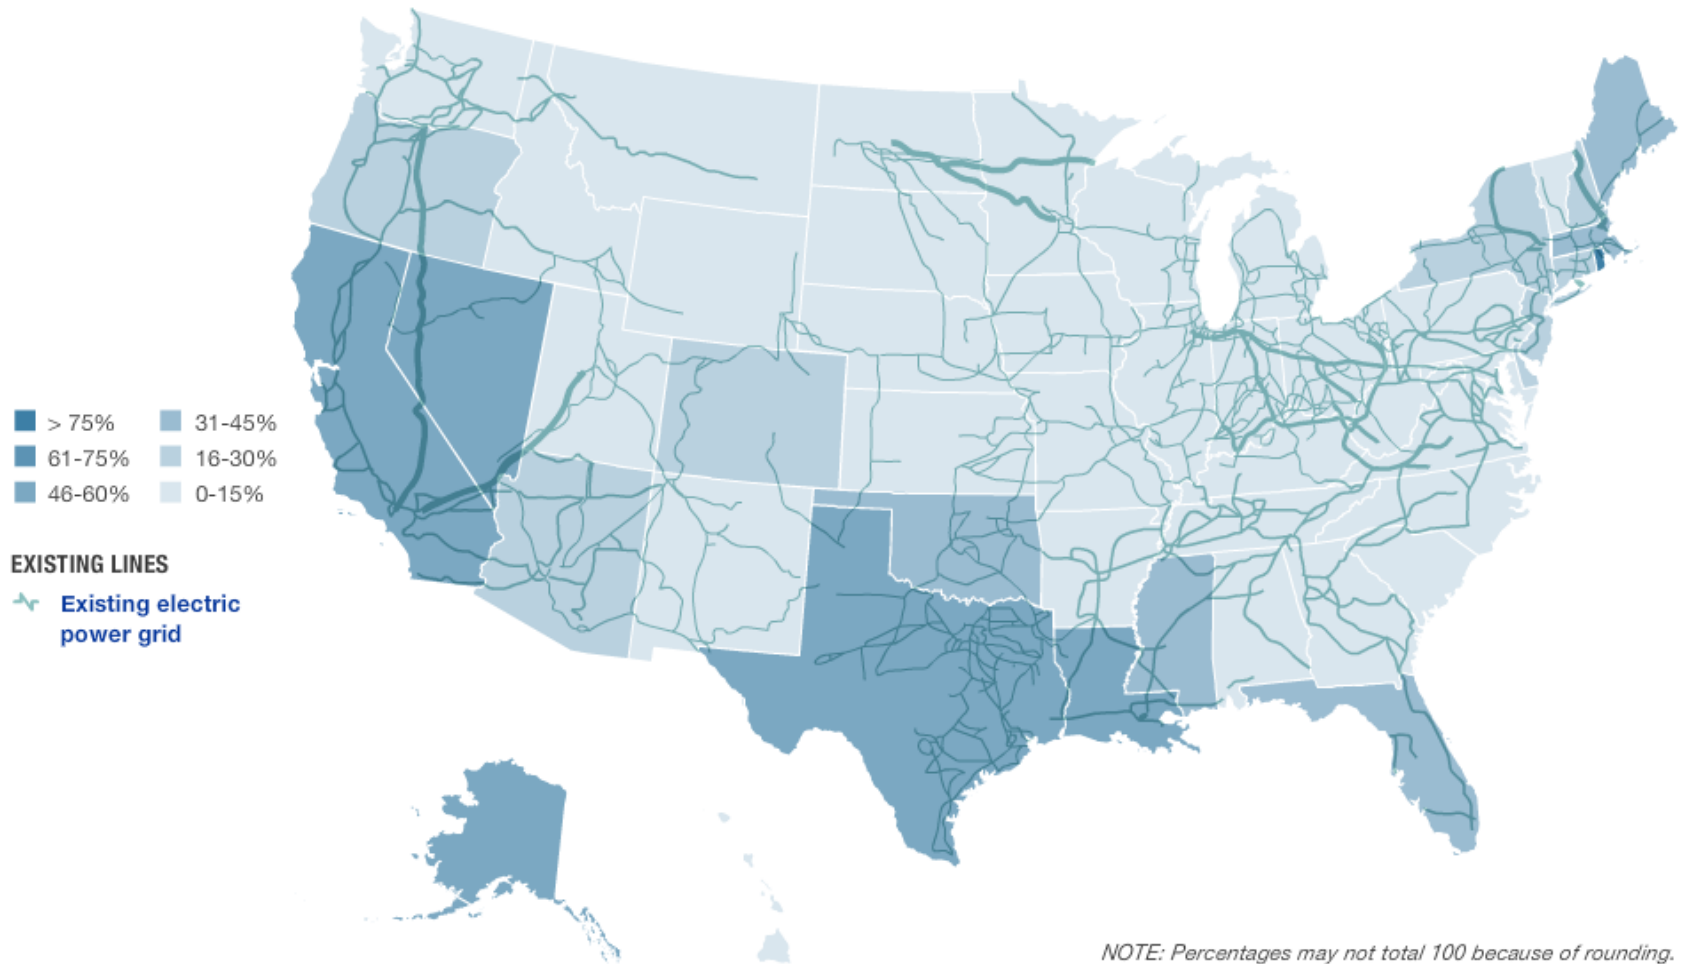 > 75%
61-75%
46-60%
31-45%
16-30%
0-15%
EXISTING LINES
Existing electric
power grid
NOTE: Percentages may not total 100 because of rounding.